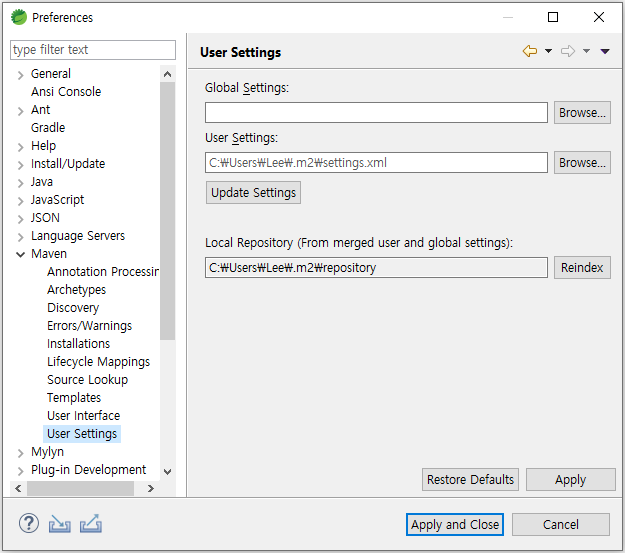 Preferences
type filter text
General
Ansi Console
Ant
Gradle
Help
Install/Update
Java
JavaScript
JSON
Language Servers
Maven
Annotation Processin
Archetypes
Discovery
Errors/Warnings
Installations
Lifecycle Mappings
Source Lookup
Templates
User Interface
User Settings
Mylyn
Plug-in Development
User Settings
Global Settings:
Browse...
User Settings:
C:₩Users₩Lee₩.m2₩settings.xml
Browse...
Update Settings
Local Repository (From merged user and global settings):
C:₩Users₩Lee₩.m2₩repository
Reindex
Restore Defaults
Apply
?
Apply and Close
Cancel